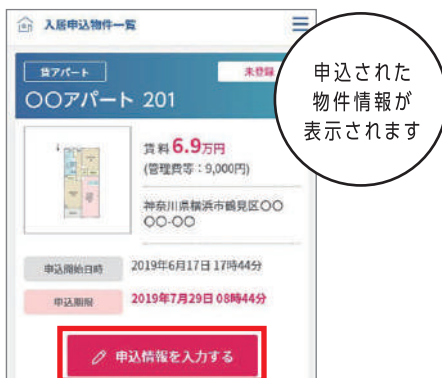 入居申込物件一覧
賃アパート
未登録
〇〇アパート 201
賃料6.9万円
(管理費等：9,000円)
神奈川県横浜市鶴見区〇〇
〇〇-〇〇
申込開始日時
2019年6月17日 17時44分
申込期限
2019年7月29日 08時44分
申込情報を入力する
申込された
物件情報が
表示されます